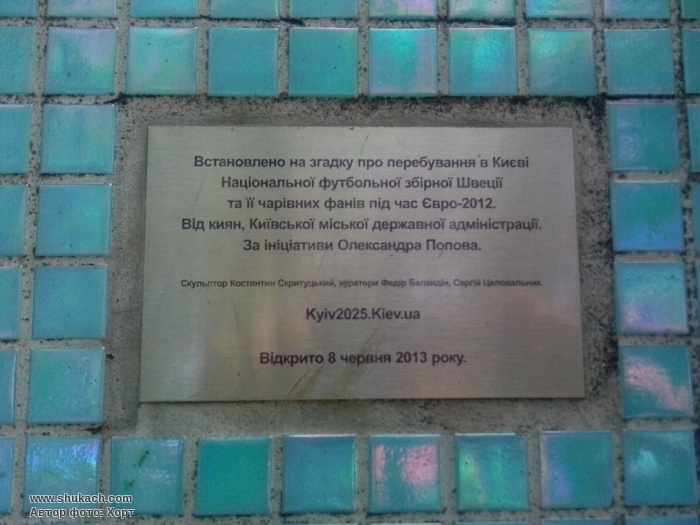 Встановлено на згадку про перебування в Києві
Національної футбольної збірної Швеції
та її чарівних фанів під час Євро-2012.
Від киян, Київської міської державної адміністрації.
За ініціативи Олександра Попова.
Скульптор Костянтин Скритуцький, куратори Федір Баландін, Сергій Целовальник.
Kyiv2025.Kiev.ua
Відкрито 8 червня 2013 року.
www.shukach.com
Автор фото: Хорт